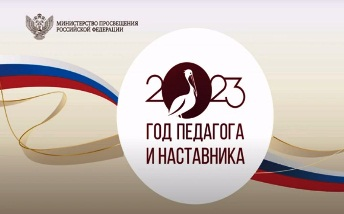 МИНИСТЕРСТВО ПРОСВЕЩЕНИЯ
РОССИЙСКОЙ ФЕДЕРАЦИИ
2023
ГОД ПЕДАГОГА
И НАСТАВНИКА